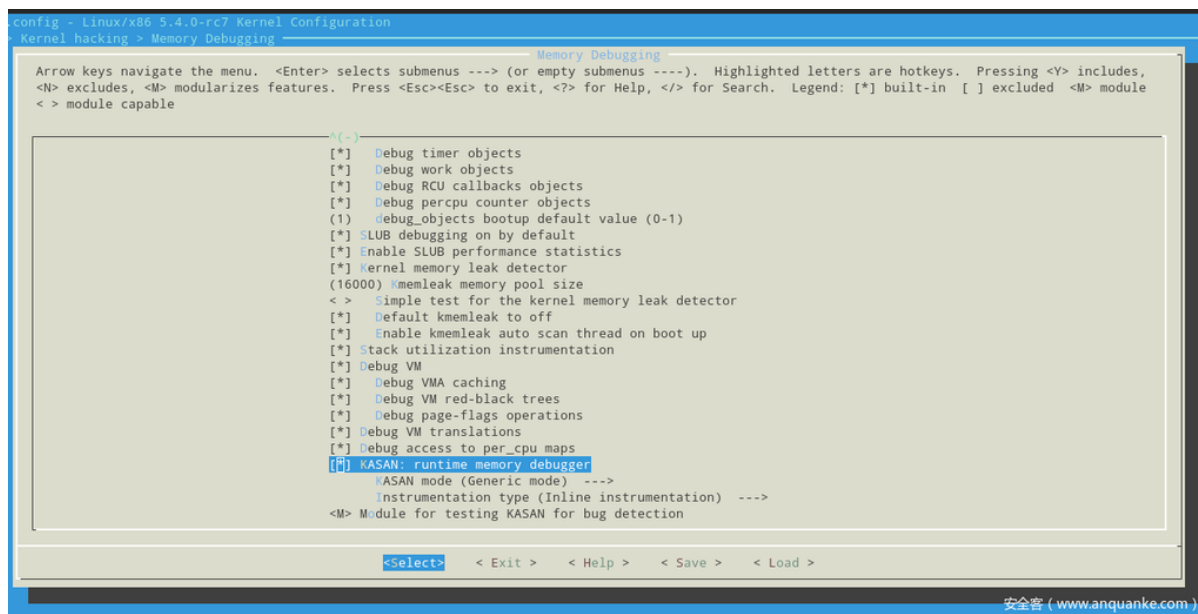 .config - Linux/x86 5.4.0-rc7 Kernel Configuration
> Kernel hacking > Memory Debugging
Memory Debugging
Arrow keys navigate the menu. <Enter> selects submenus ---> (or empty submenus ----). Highlighted letters are hotkeys. Pressing <Y> includes,
<N> excludes, <M> modularizes features. Press <Esc><Esc> to exit, <?> for Help, </> for Search. Legend: [*] built-in [ ] excluded <M> module
< > module capable
^(-)
[*] Debug timer objects
[*] Debug work objects
[*] Debug RCU callbacks objects
[*] Debug percpu counter objects
(1) debug_objects bootup default value (0-1)
[*] SLUB debugging on by default
[*] Enable SLUB performance statistics
[*] Kernel memory leak detector
(16000) Kmemleak memory pool size
< > Simple test for the kernel memory leak detector
[*] Default kmemleak to off
[*] Enable kmemleak auto scan thread on boot up
[*] Stack utilization instrumentation
[*] Debug VM
[*] Debug VMA caching
[*] Debug VM red-black trees
[*] Debug page-flags operations
[*] Debug VM translations
[*] Debug access to per_cpu maps
[*] KASAN: runtime memory debugger
KASAN mode (Generic mode) --->
Instrumentation type (Inline instrumentation) --->
<M> Module for testing KASAN for bug detection
<Select> < Exit > < Help > < Save > < Load >
安全客 ( www.anquanke.com )